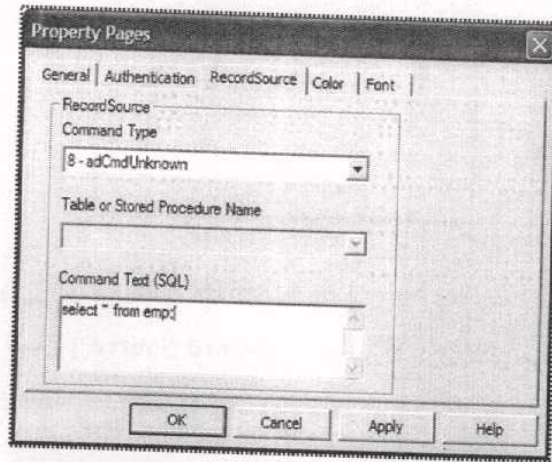 Property Pages
General Authentication RecordSource Color Font
RecordSource
Command Type
8 - adCmdUnknown
Table or Stored Procedure Name
Command Text (SQL)
select * from emp;
OK Cancel Apply Help